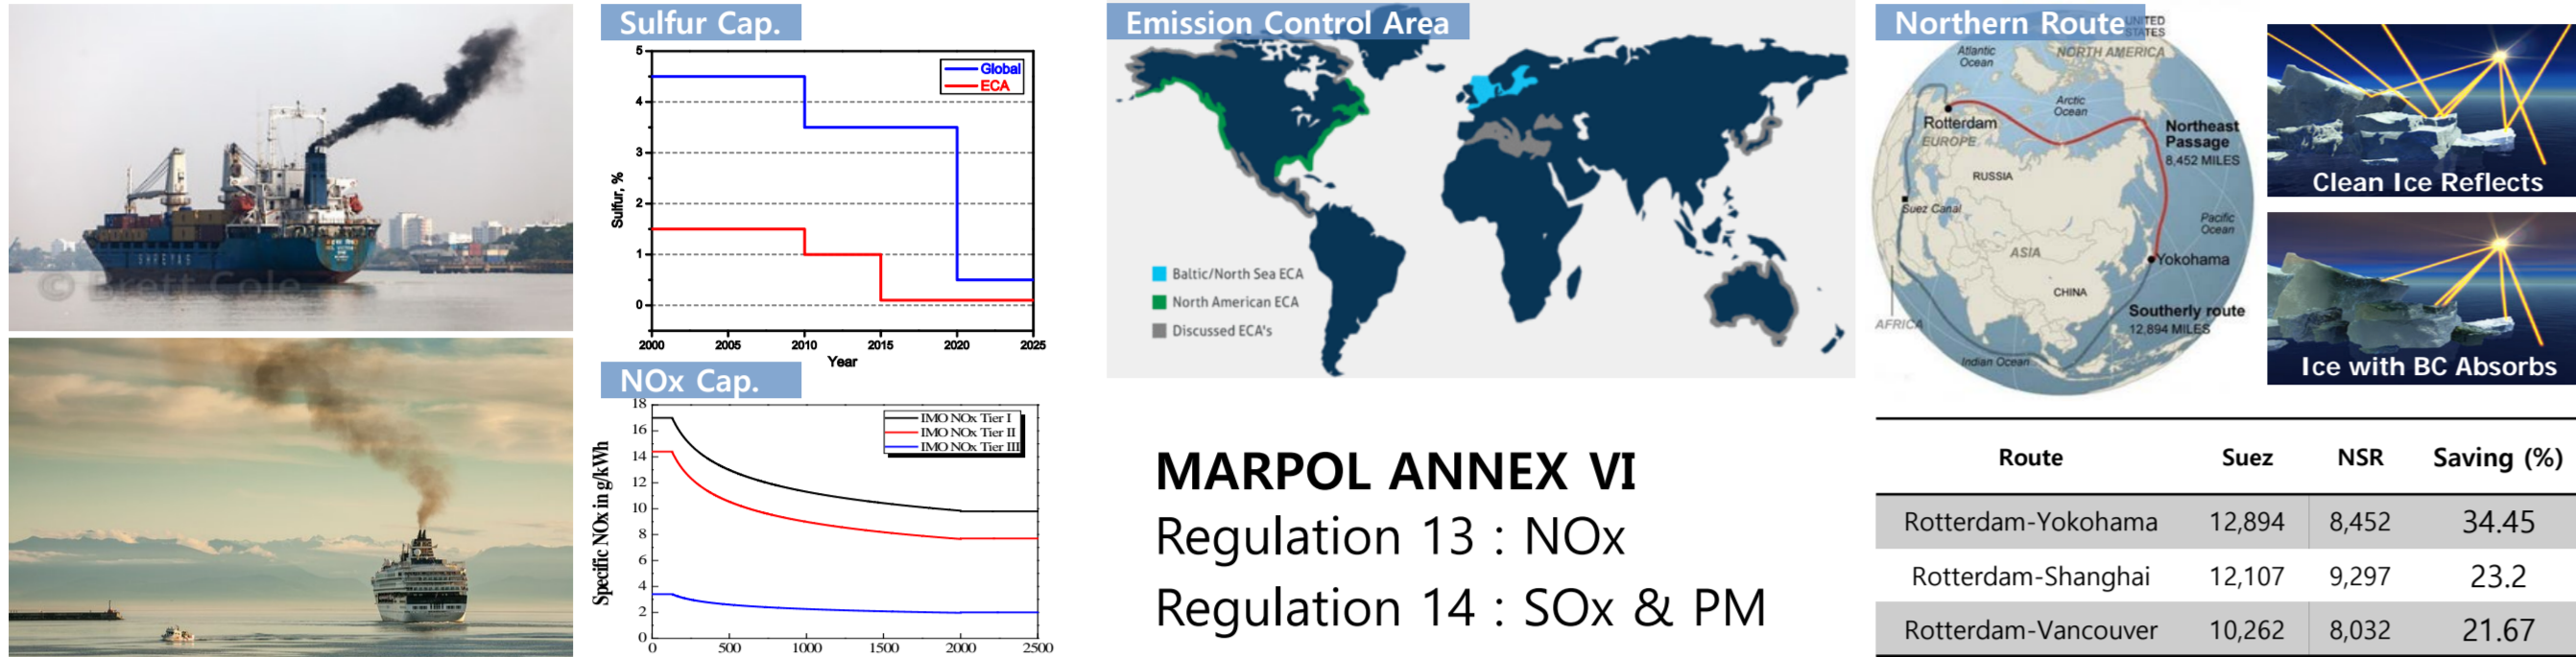 SHREYAS
© Brett Cole
Sulfur Cap.
5
4
3
2
1
0
Sulfur, %
Global
ECA
2000 2005 2010 2015 2020 2025
Year
NOx Cap.
18
16
14
12
10
8
6
4
2
0
Specific NOx in g/kWh
IMO NOx Tier I
IMO NOx Tier II
IMO NOx Tier III
0 500 1000 1500 2000 2500
Emission Control Area
Baltic/North Sea ECA
North American ECA
Discussed ECA's
MARPOL ANNEX VI
Regulation 13 : NOx
Regulation 14 : SOx & PM
Northern Route
UNITED
STATES
Atlantic
Ocean
NORTH AMERICA
Arctic
Ocean
Rotterdam
EUROPE
Northeast
Passage
8,452 MILES
RUSSIA
Suez Canal
Pacific
Ocean
ASIA
Yokohama
CHINA
Southerly route
12,894 MILES
AFRICA
Indian Ocean
Clean Ice Reflects
Ice with BC Absorbs
Route Suez NSR Saving (%)
Rotterdam-Yokohama 12,894 8,452 34.45
Rotterdam-Shanghai 12,107 9,297 23.2
Rotterdam-Vancouver 10,262 8,032 21.67